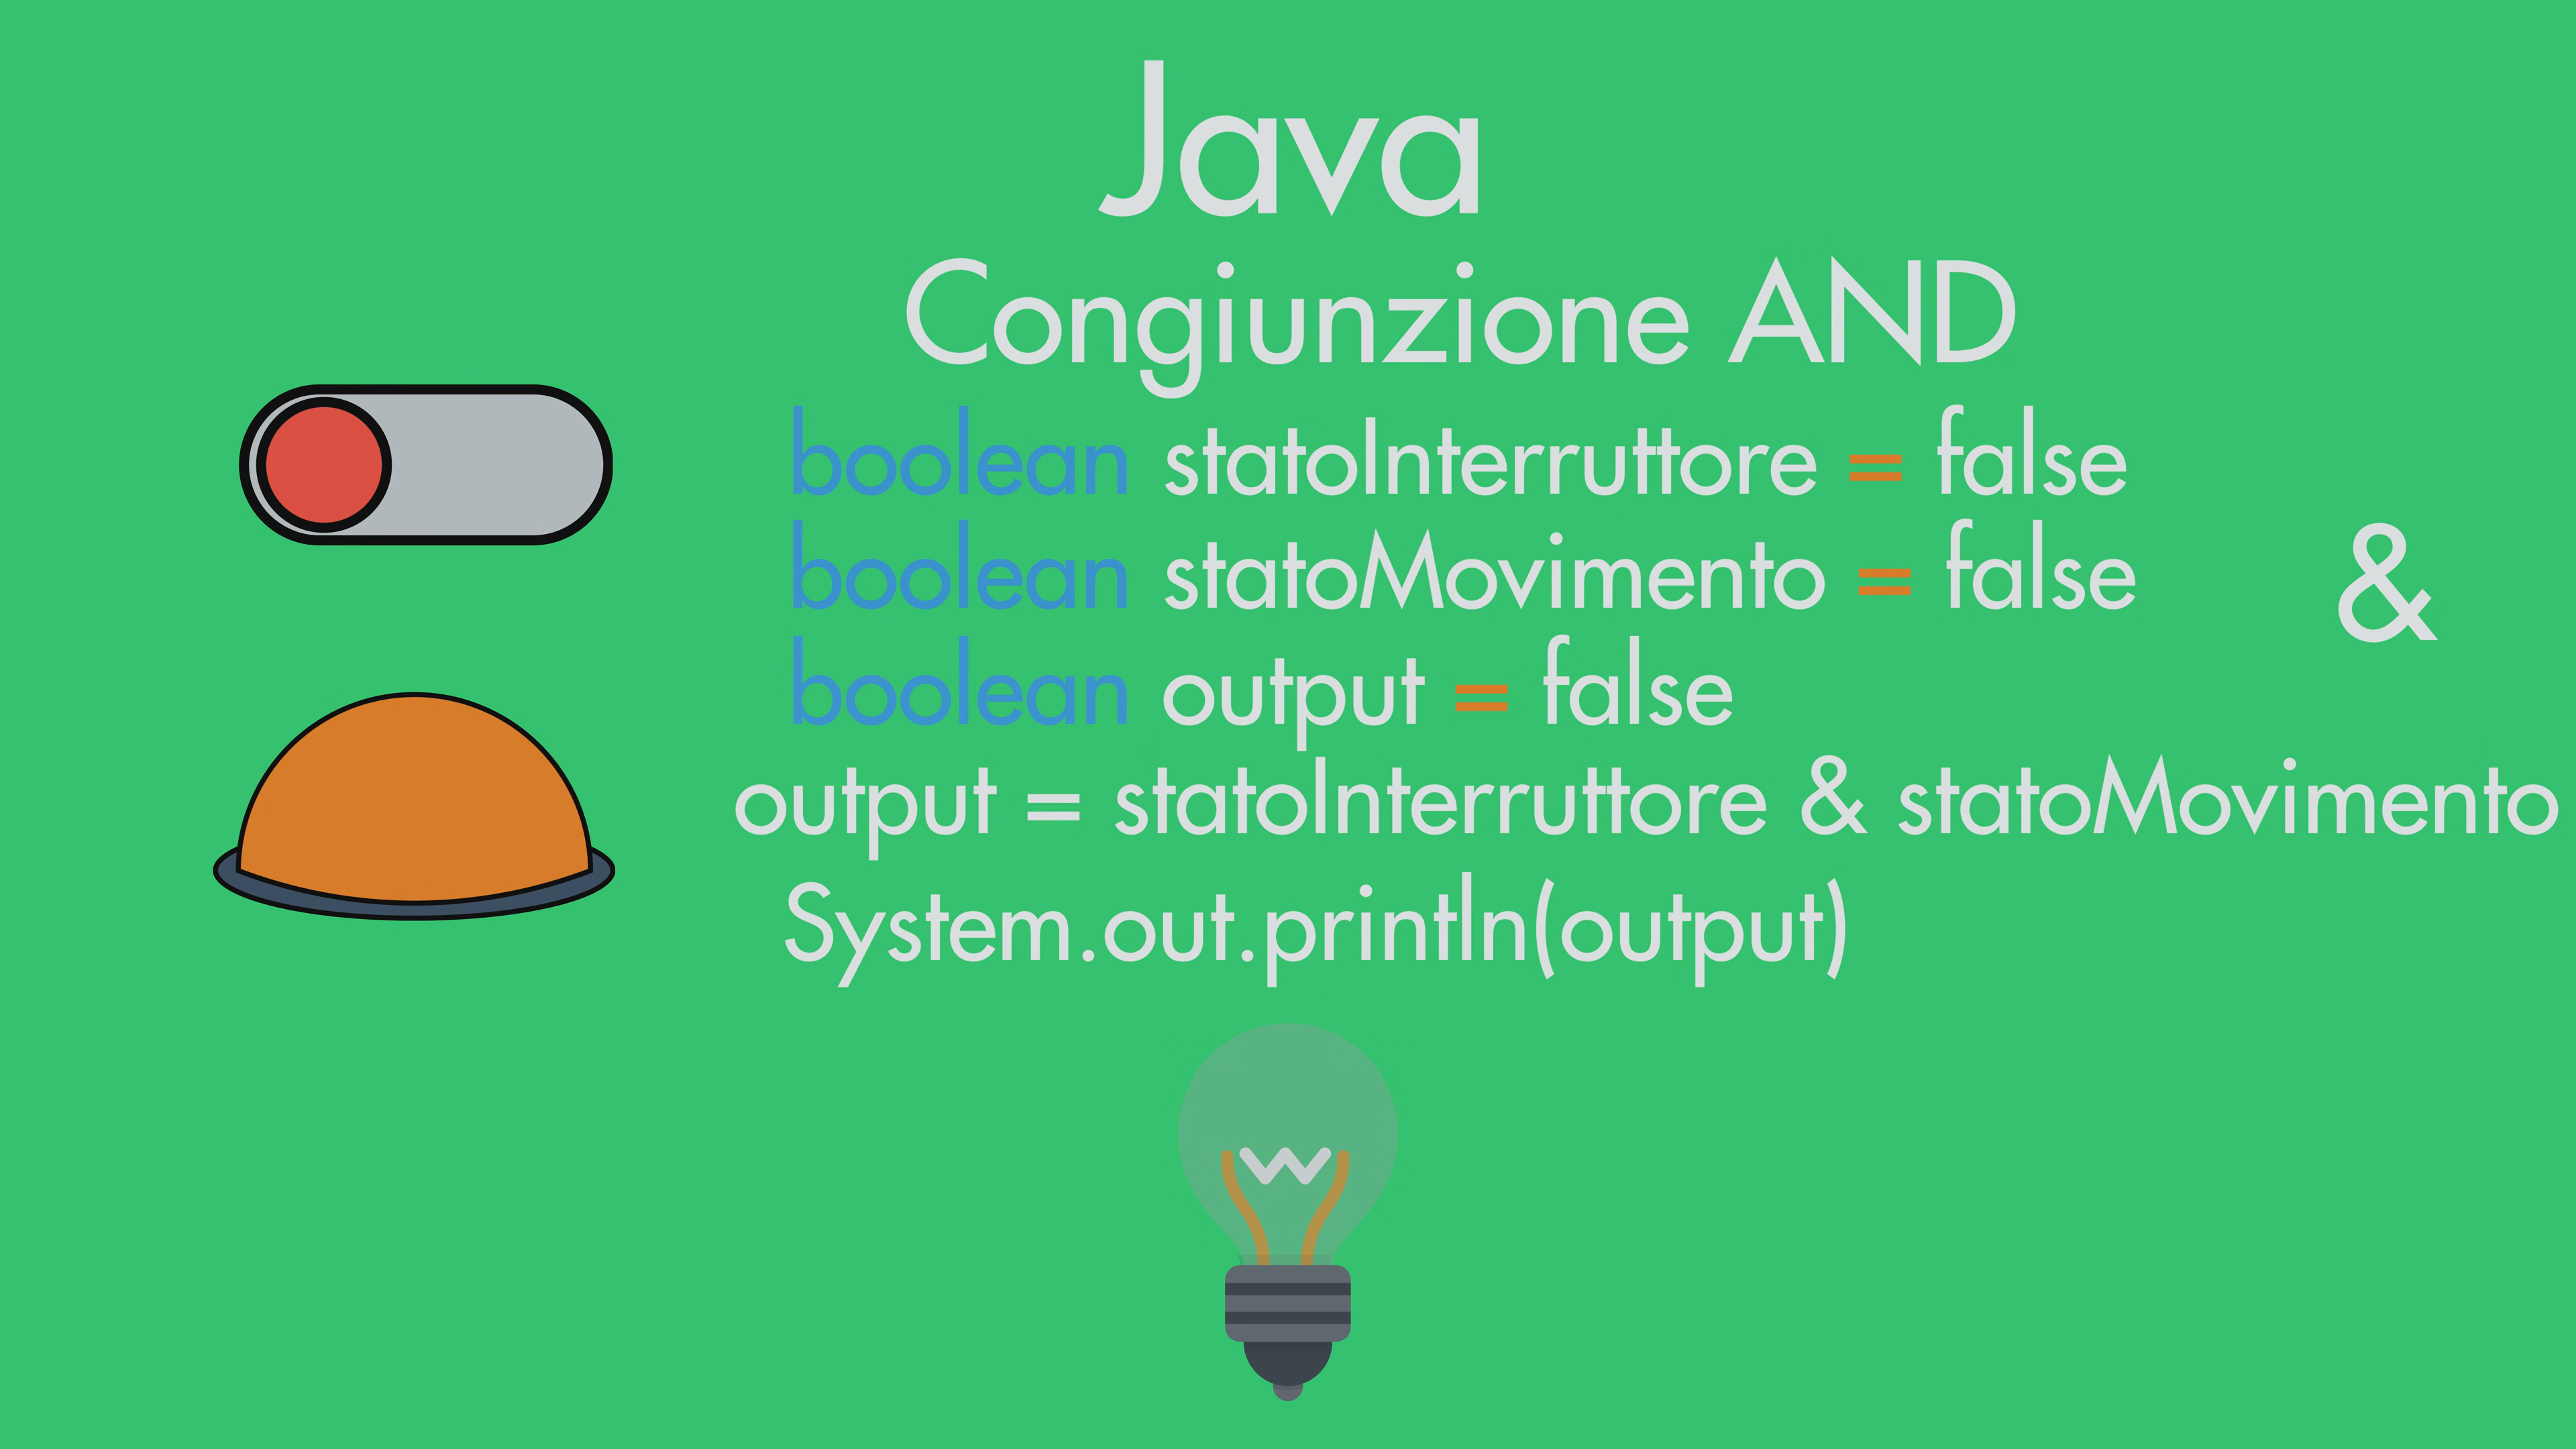 Java
Congiunzione AND
boolean statoInterruttore = false
boolean statoMovimento = false
&
boolean output = false
output = statoInterruttore & statoMovimento
System.out.println(output)